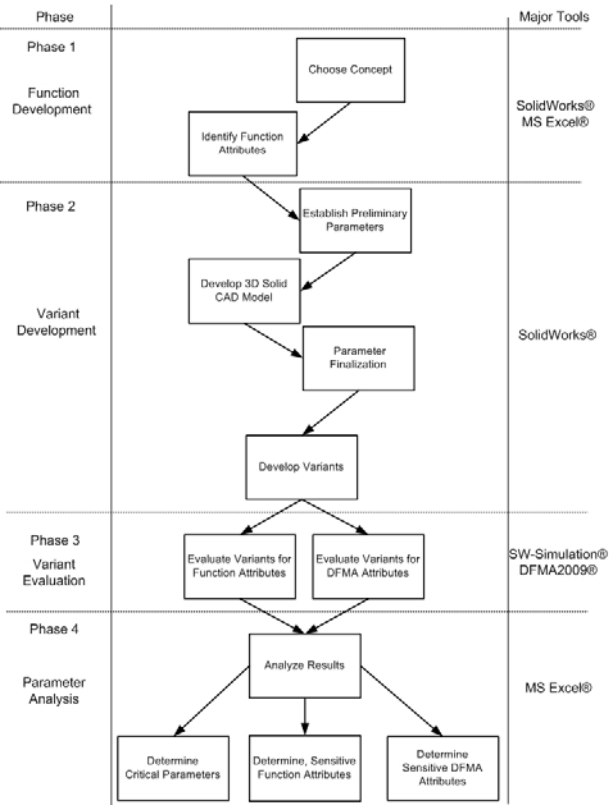 Phase
Major Tools
Phase 1
Function
Development
Choose Concept
Identify Function
Attributes
SolidWorks®
MS Excel®
Phase 2
Variant
Development
Establish Preliminary
Parameters
Develop 3D Solid
CAD Model
Parameter
Finalization
Develop Variants
SolidWorks®
Phase 3
Variant
Evaluation
Evaluate Variants for
Function Attributes
Evaluate Variants for
DFMA Attributes
SW-Simulation®
DFMA2009®
Phase 4
Parameter
Analysis
Analyze Results
MS Excel®
Determine
Critical Parameters
Determine, Sensitive
Function Attributes
Determine
Sensitive DFMA
Attributes